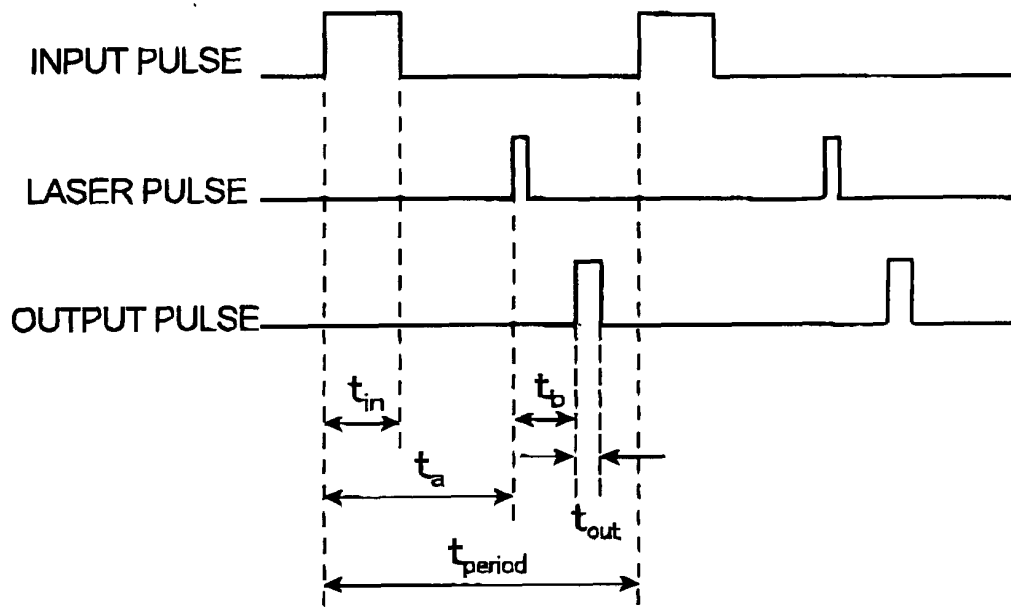 INPUT PULSE
LASER PULSE
OUTPUT PULSE
t_in
t_b
t_a
t_out
t_period